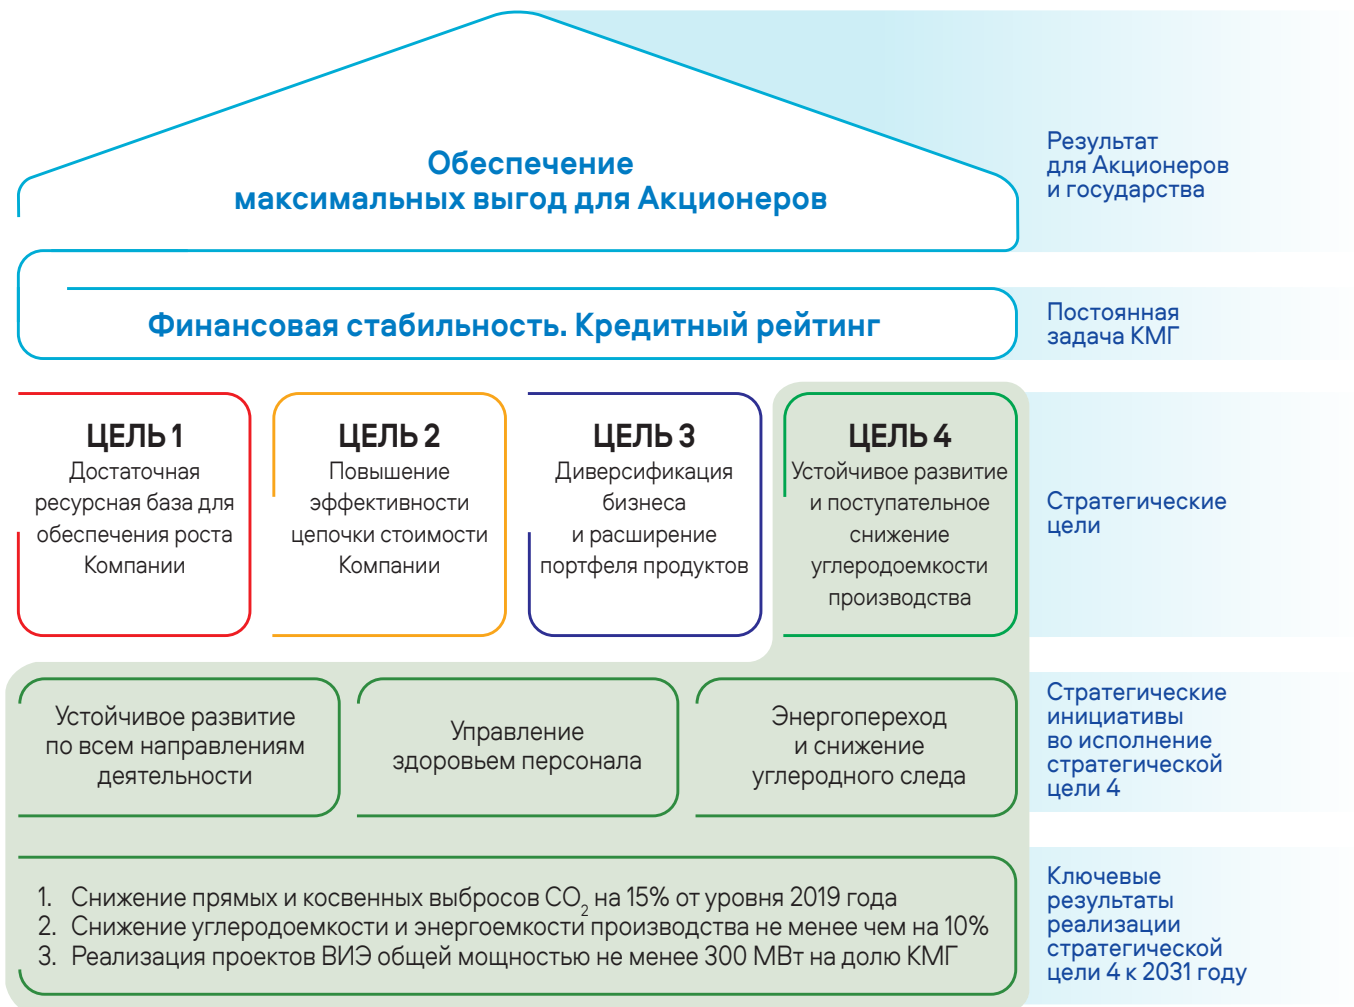 Обеспечение
максимальных выгод для Акционеров
Результат
для Акционеров
и государства
Финансовая стабильность. Кредитный рейтинг
Постоянная
задача КМГ
ЦЕЛЬ 1
Достаточная
ресурсная база для
обеспечения роста
Компании
ЦЕЛЬ 2
Повышение
эффективности
цепочки стоимости
Компании
ЦЕЛЬ 3
Диверсификация
бизнеса
и расширение
портфеля продуктов
ЦЕЛЬ 4
Устойчивое развитие
и поступательное
снижение
углеродоемкости
производства
Стратегические
цели
Устойчивое развитие
по всем направлениям
деятельности
Управление
здоровьем персонала
Энергопереход
и снижение
углеродного следа
Стратегические
инициативы
во исполнение
стратегической
цели 4
1. Снижение прямых и косвенных выбросов CO₂ на 15% от уровня 2019 года
2. Снижение углеродоемкости и энергоемкости производства не менее чем на 10%
3. Реализация проектов ВИЭ общей мощностью не менее 300 МВт на долю КМГ
Ключевые
результаты
реализации
стратегической
цели 4 к 2031 году